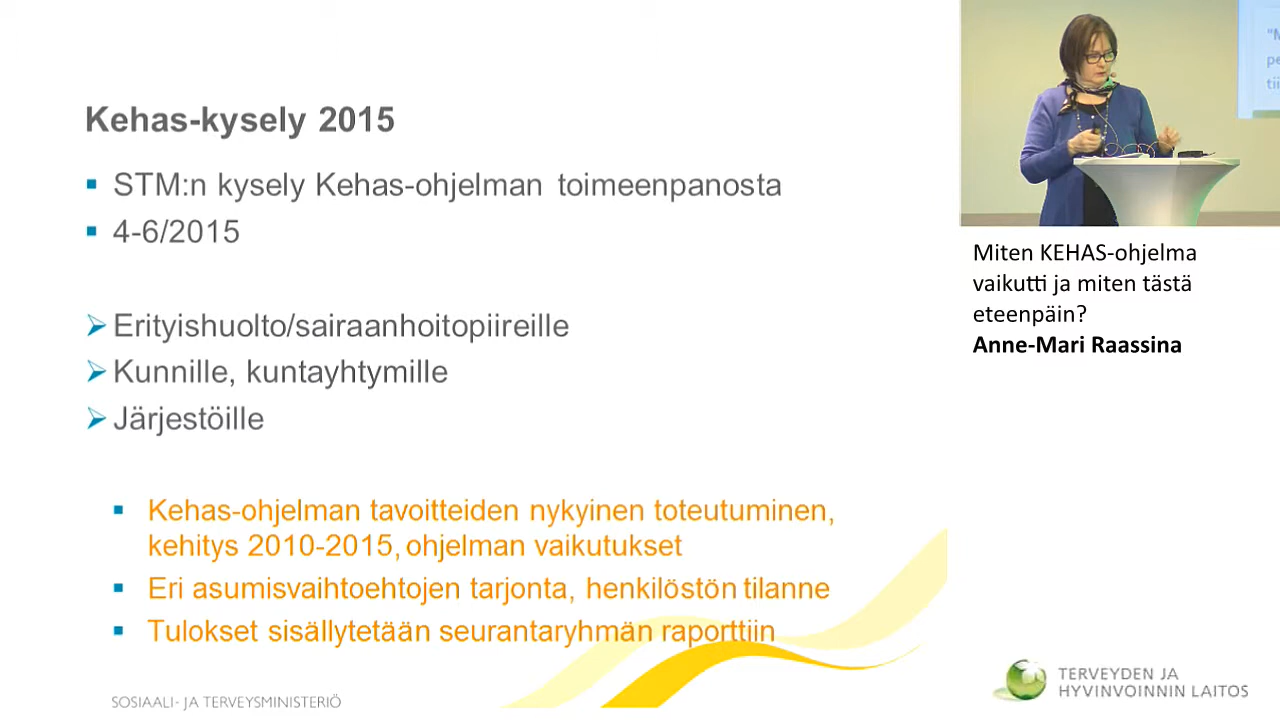 Kehas-kysely 2015
STM:n kysely Kehas-ohjelman toimeenpanosta
4-6/2015
Erityishuolto/sairaanhoitopiireille
Kunnille, kuntayhtymille
Järjestöille
Kehas-ohjelman tavoitteiden nykyinen toteutuminen,
kehitys 2010-2015, ohjelman vaikutukset
Eri asumisvaihtoehtojen tarjonta, henkilöstön tilanne
Tulokset sisällytetään seurantaryhmän raporttiin
SOSIAALI- JA TERVEYSMINISTERIÖ
Miten KEHAS-ohjelma
vaikutti ja miten tästä
eteenpäin?
Anne-Mari Raassina
TERVEYDEN JA
HYVINVOINNIN LAITOS